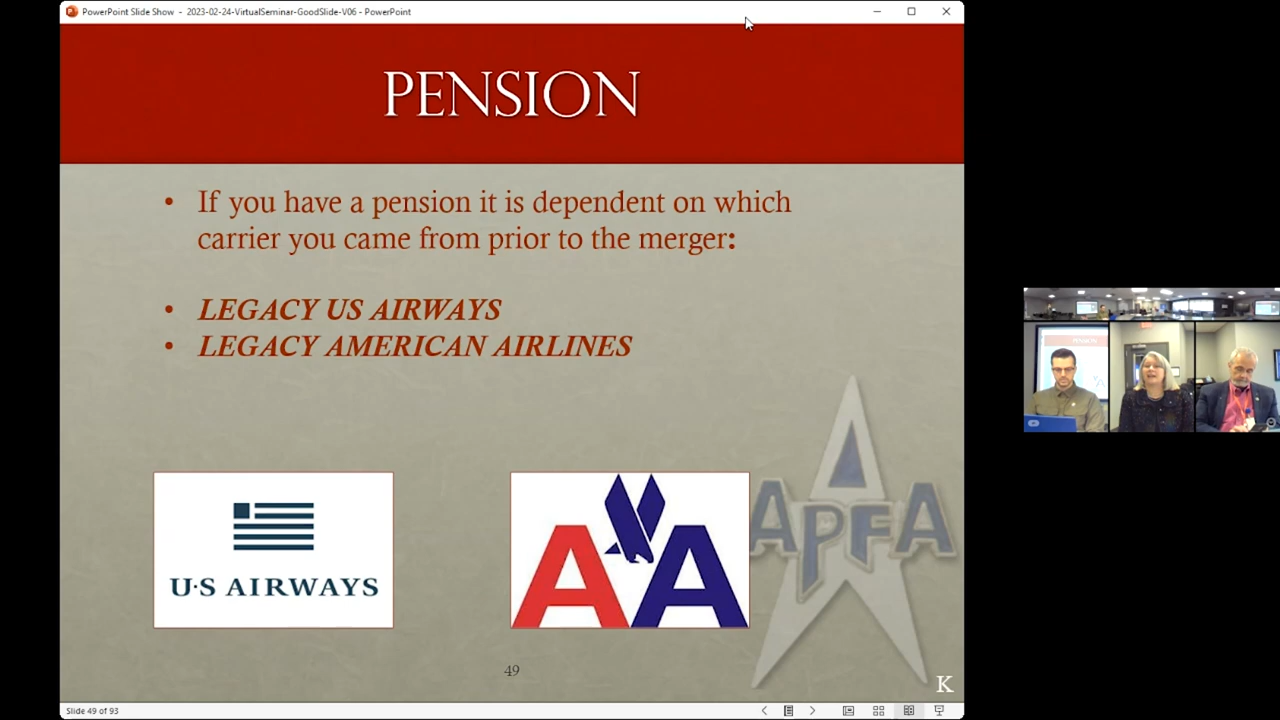 PowerPoint Slide Show - 2023-02-24-VirtualSeminar-GoodSlide-V06 - PowerPoint
PENSION
• If you have a pension it is dependent on which
carrier you came from prior to the merger:
• LEGACY US AIRWAYS
• LEGACY AMERICAN AIRLINES
U·S AIRWAYS
AA
APFA
49
K
Slide 49 of 93
PENSION